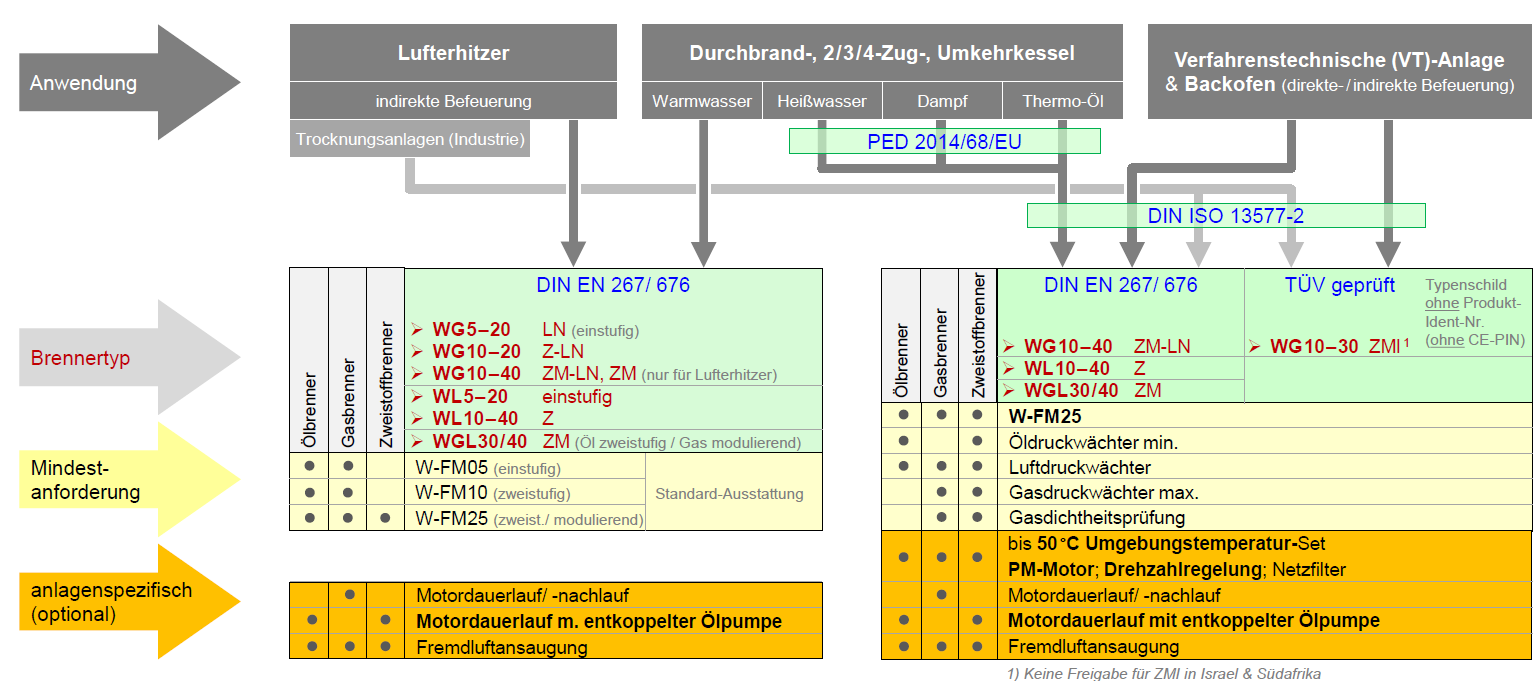 Anwendung
Lufterhitzer
indirekte Befeuerung
Trocknungsanlagen (Industrie)
Durchbrand-, 2/3/4-Zug-, Umkehrkessel
Warmwasser
Heißwasser
Dampf
Thermo-Öl
Verfahrenstechnische (VT)-Anlage
& Backofen (direkte-/indirekte Befeuerung)
PED 2014/68/EU
DIN ISO 13577-2
Brennertyp
Ölbrenner
Gasbrenner
Zweistoffbrenner
DIN EN 267/ 676
➢ WG5–20 LN (einstufig)
➢ WG10–20 Z-LN
➢ WG10–40 ZM-LN, ZM (nur für Lufterhitzer)
➢ WL5–20 einstufig
➢ WL10–40 Z
➢ WGL30/40 ZM (Öl zweistufig / Gas modulierend)
Ölbrenner
Gasbrenner
Zweistoffbrenner
DIN EN 267/ 676
➢ WG10–40 ZM-LN
➢ WL10–40 Z
➢ WGL30/40 ZM
TÜV geprüft
➢ WG10–30 ZMI 1
Typenschild
ohne Produkt-
Ident-Nr.
(ohne CE-PIN)
Mindest-
anforderung
● ● W-FM05 (einstufig)
● ● W-FM10 (zweistufig)
● ● ● W-FM25 (zweist./ modulierend)
Standard-Ausstattung
● ● ● W-FM25
● ● Öldruckwächter min.
● ● ● Luftdruckwächter
● ● Gasdruckwächter max.
● ● Gasdichtheitsprüfung
anlagenspezifisch
(optional)
● Motordauerlauf/ -nachlauf
● ● Motordauerlauf m. entkoppelter Ölpumpe
● ● ● Fremdluftansaugung
● ● ● bis 50°C Umgebungstemperatur-Set
PM-Motor; Drehzahlregelung; Netzfilter
● Motordauerlauf/ -nachlauf
● ● Motordauerlauf mit entkoppelter Ölpumpe
● ● ● Fremdluftansaugung
1) Keine Freigabe für ZMI in Israel & Südafrika